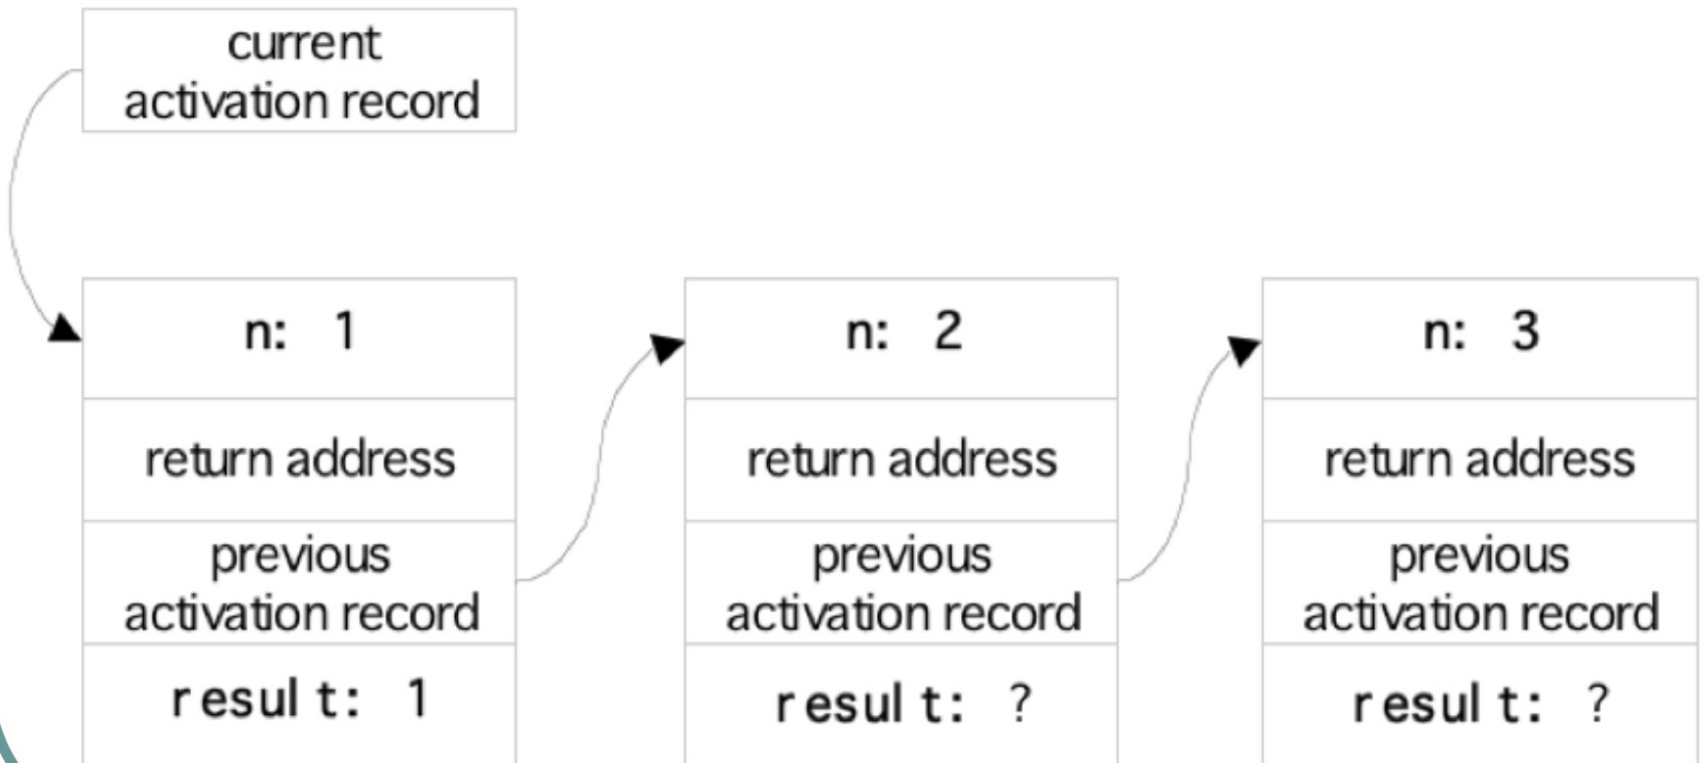 current
activation record
n: 1
return address
previous
activation record
result: 1
n: 2
return address
previous
activation record
result: ?
n: 3
return address
previous
activation record
result: ?